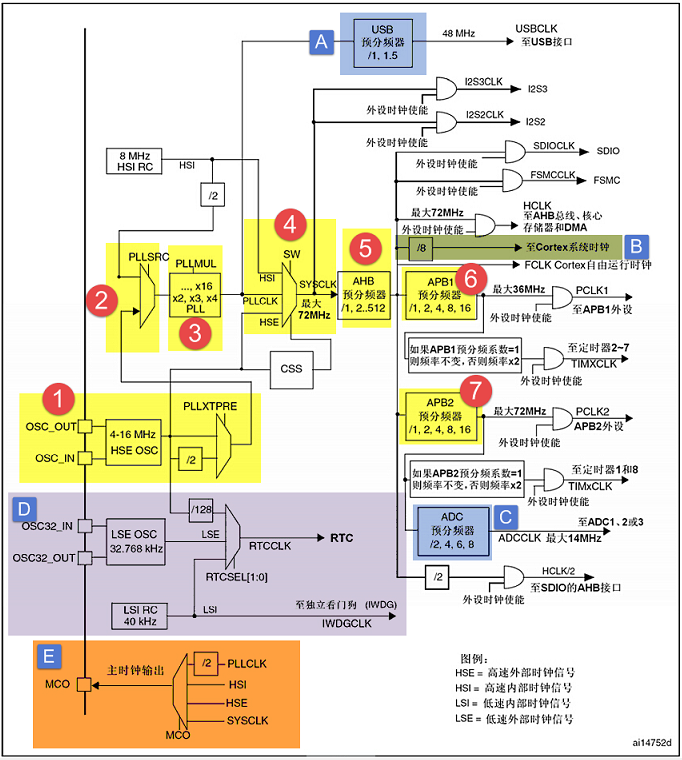 A
USB
预分频器
/1, 1.5
48 MHz
USBCLK
至USB接口
I2S3CLK
I2S3
外设时钟使能
I2S2CLK
I2S2
外设时钟使能
8 MHz
HSI RC
HSI
/2
SDIOCLK
SDIO
外设时钟使能
FSMCCLK
FSMC
外设时钟使能
最大72MHz
外设时钟使能
HCLK
至AHB总线、核心
存储器和DMA
/8
至Cortex系统时钟
B
FCLK Cortex自由运行时钟
2
PLLSRC
PLLMUL
..., x16
x2, x3, x4
PLL
3
4
SW
HSI
PLLCLK
HSE
SYSCLK
最大
72MHz
CSS
5
AHB
预分频器
/1, 2..512
6
APB1
预分频器
/1, 2, 4, 8, 16
最大36MHz
外设时钟使能
PCLK1
至APB1外设
如果APB1预分频系数=1
则频率不变，否则频率x2
至定时器2~7
TIMXCLK
外设时钟使能
7
APB2
预分频器
/1, 2, 4, 8, 16
最大72MHz
外设时钟使能
PCLK2
APB2外设
如果APB2预分频系数=1
则频率不变，否则频率x2
至定时器1和8
TIMxCLK
外设时钟使能
ADC
预分频器
/2, 4, 6, 8
C
至ADC1、2或3
ADCCLK 最大14MHz
/2
HCLK/2
至SDIO的AHB接口
外设时钟使能
1
OSC_OUT
OSC_IN
4-16 MHz
HSE OSC
PLLXTPRE
/2
D
OSC32_IN
OSC32_OUT
LSE OSC
32.768 kHz
/128
LSE
RTCCLK
RTC
RTCSEL[1:0]
LSI RC
40 kHz
LSI
至独立看门狗 (IWDG)
IWDGCLK
E
MCO
主时钟输出
/2
PLLCLK
HSI
HSE
SYSCLK
MCO
图例：
HSE = 高速外部时钟信号
HSI = 高速内部时钟信号
LSI = 低速内部时钟信号
LSE = 低速外部时钟信号
ai14752d